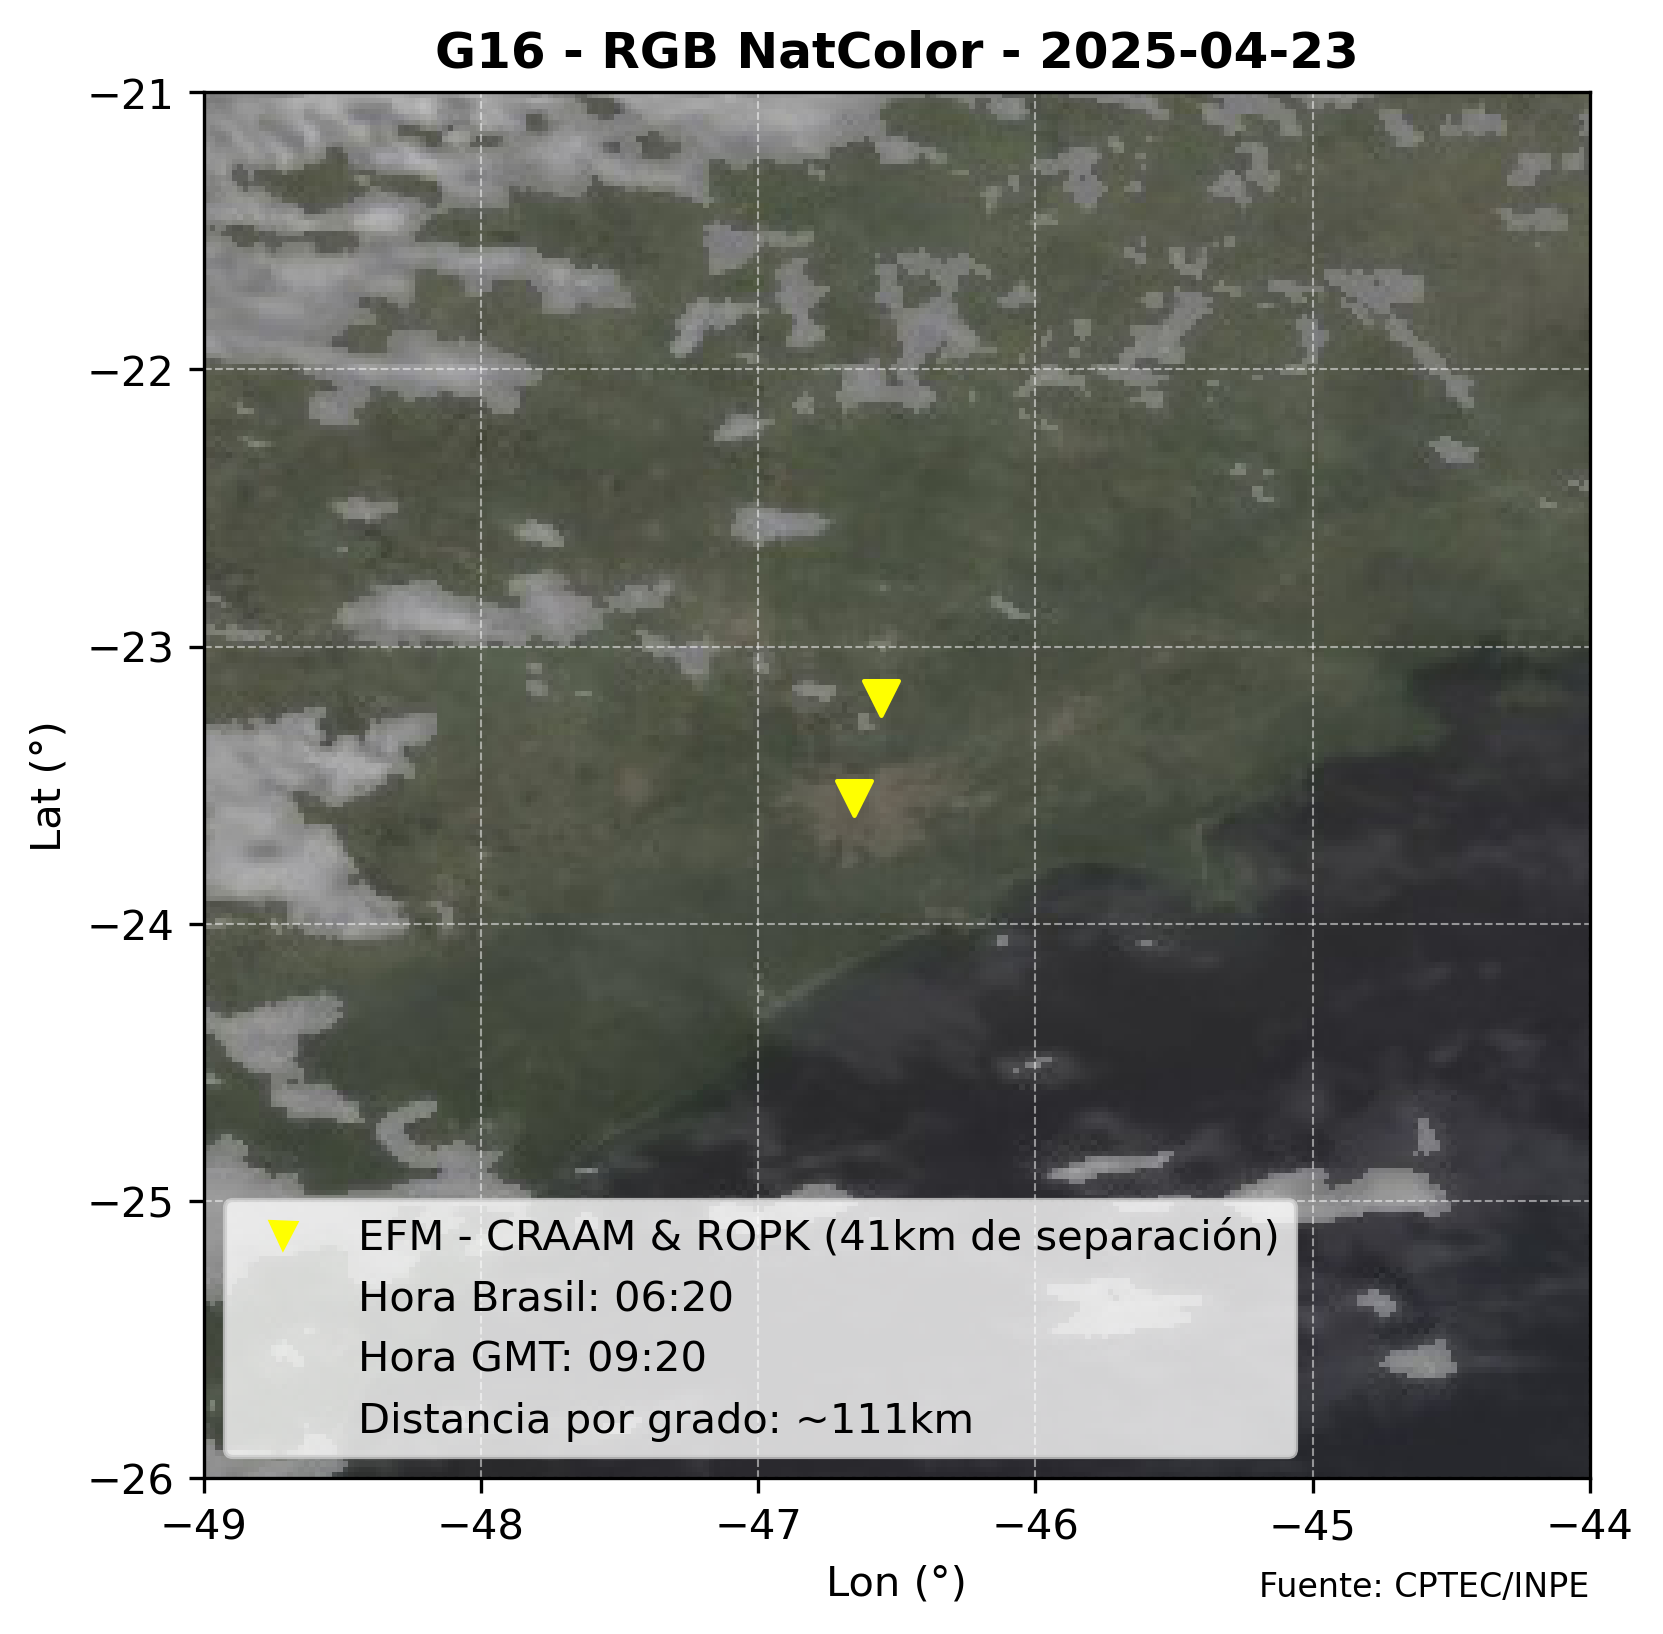 G16 - RGB NatColor - 2025-04-23
−21
−22
−23
−24
−25
−26
Lat (°)
EFM - CRAAM & ROPK (41km de separación)
Hora Brasil: 06:20
Hora GMT: 09:20
Distancia por grado: ~111km
−49 −48 −47 −46 −45 −44
Lon (°)
Fuente: CPTEC/INPE